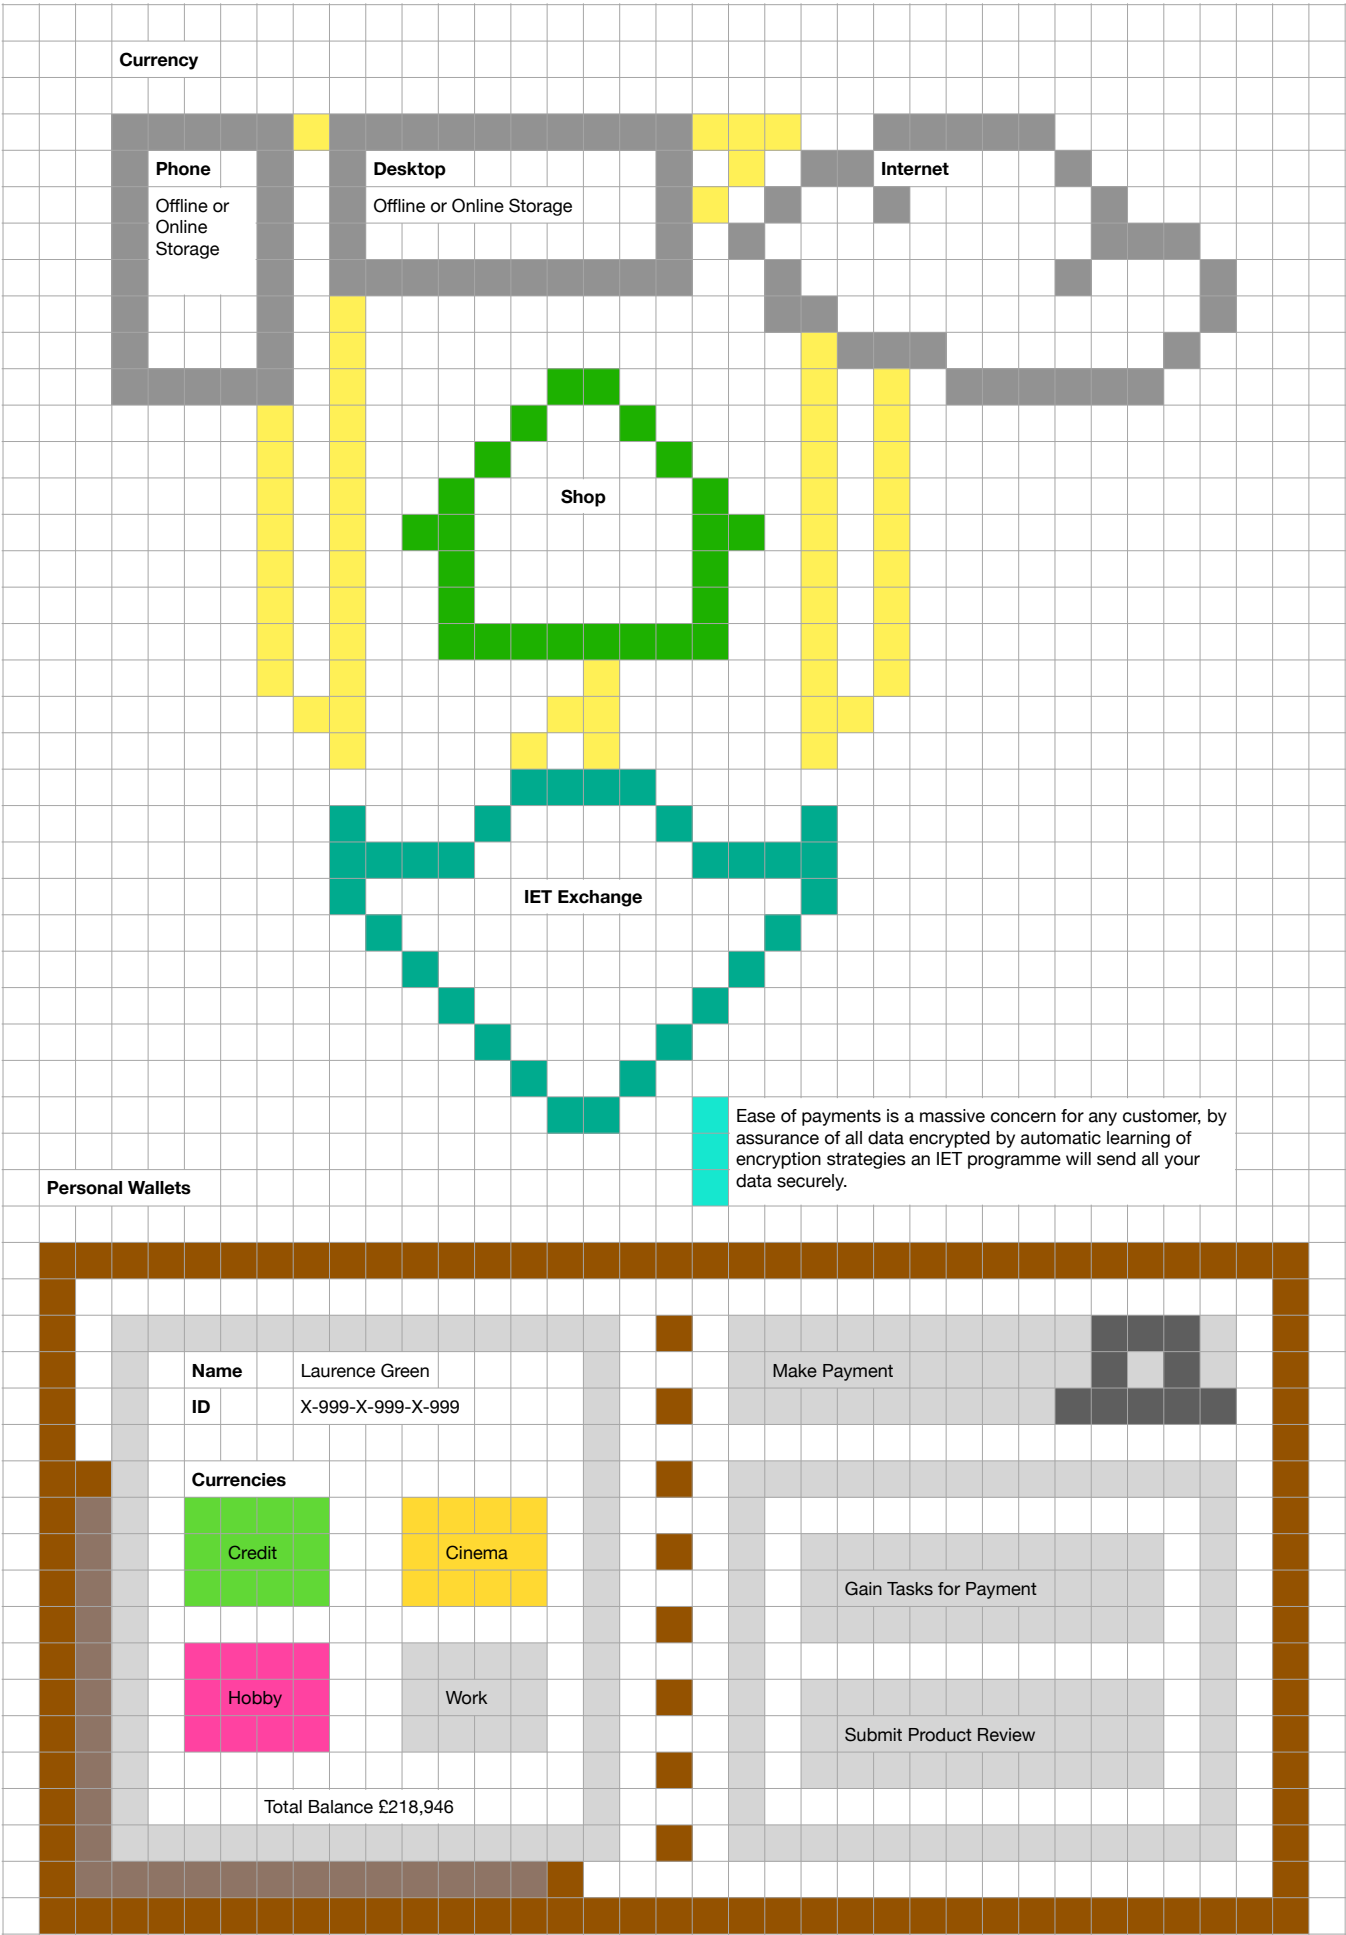 Currency
Phone
Offline or
Online
Storage
Desktop
Offline or Online Storage
Internet
Shop
IET Exchange
Ease of payments is a massive concern for any customer, by
assurance of all data encrypted by automatic learning of
encryption strategies an IET programme will send all your
data securely.
Personal Wallets
Name Laurence Green
ID X-999-X-999-X-999
Currencies
Credit
Cinema
Hobby
Work
Total Balance £218,946
Make Payment
Gain Tasks for Payment
Submit Product Review